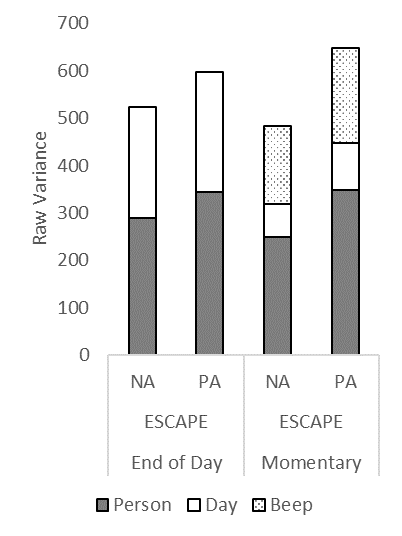 700
600
500
400
300
200
100
0
Raw Variance
NA PA NA PA
ESCAPE ESCAPE
End of Day Momentary
Person Day Beep